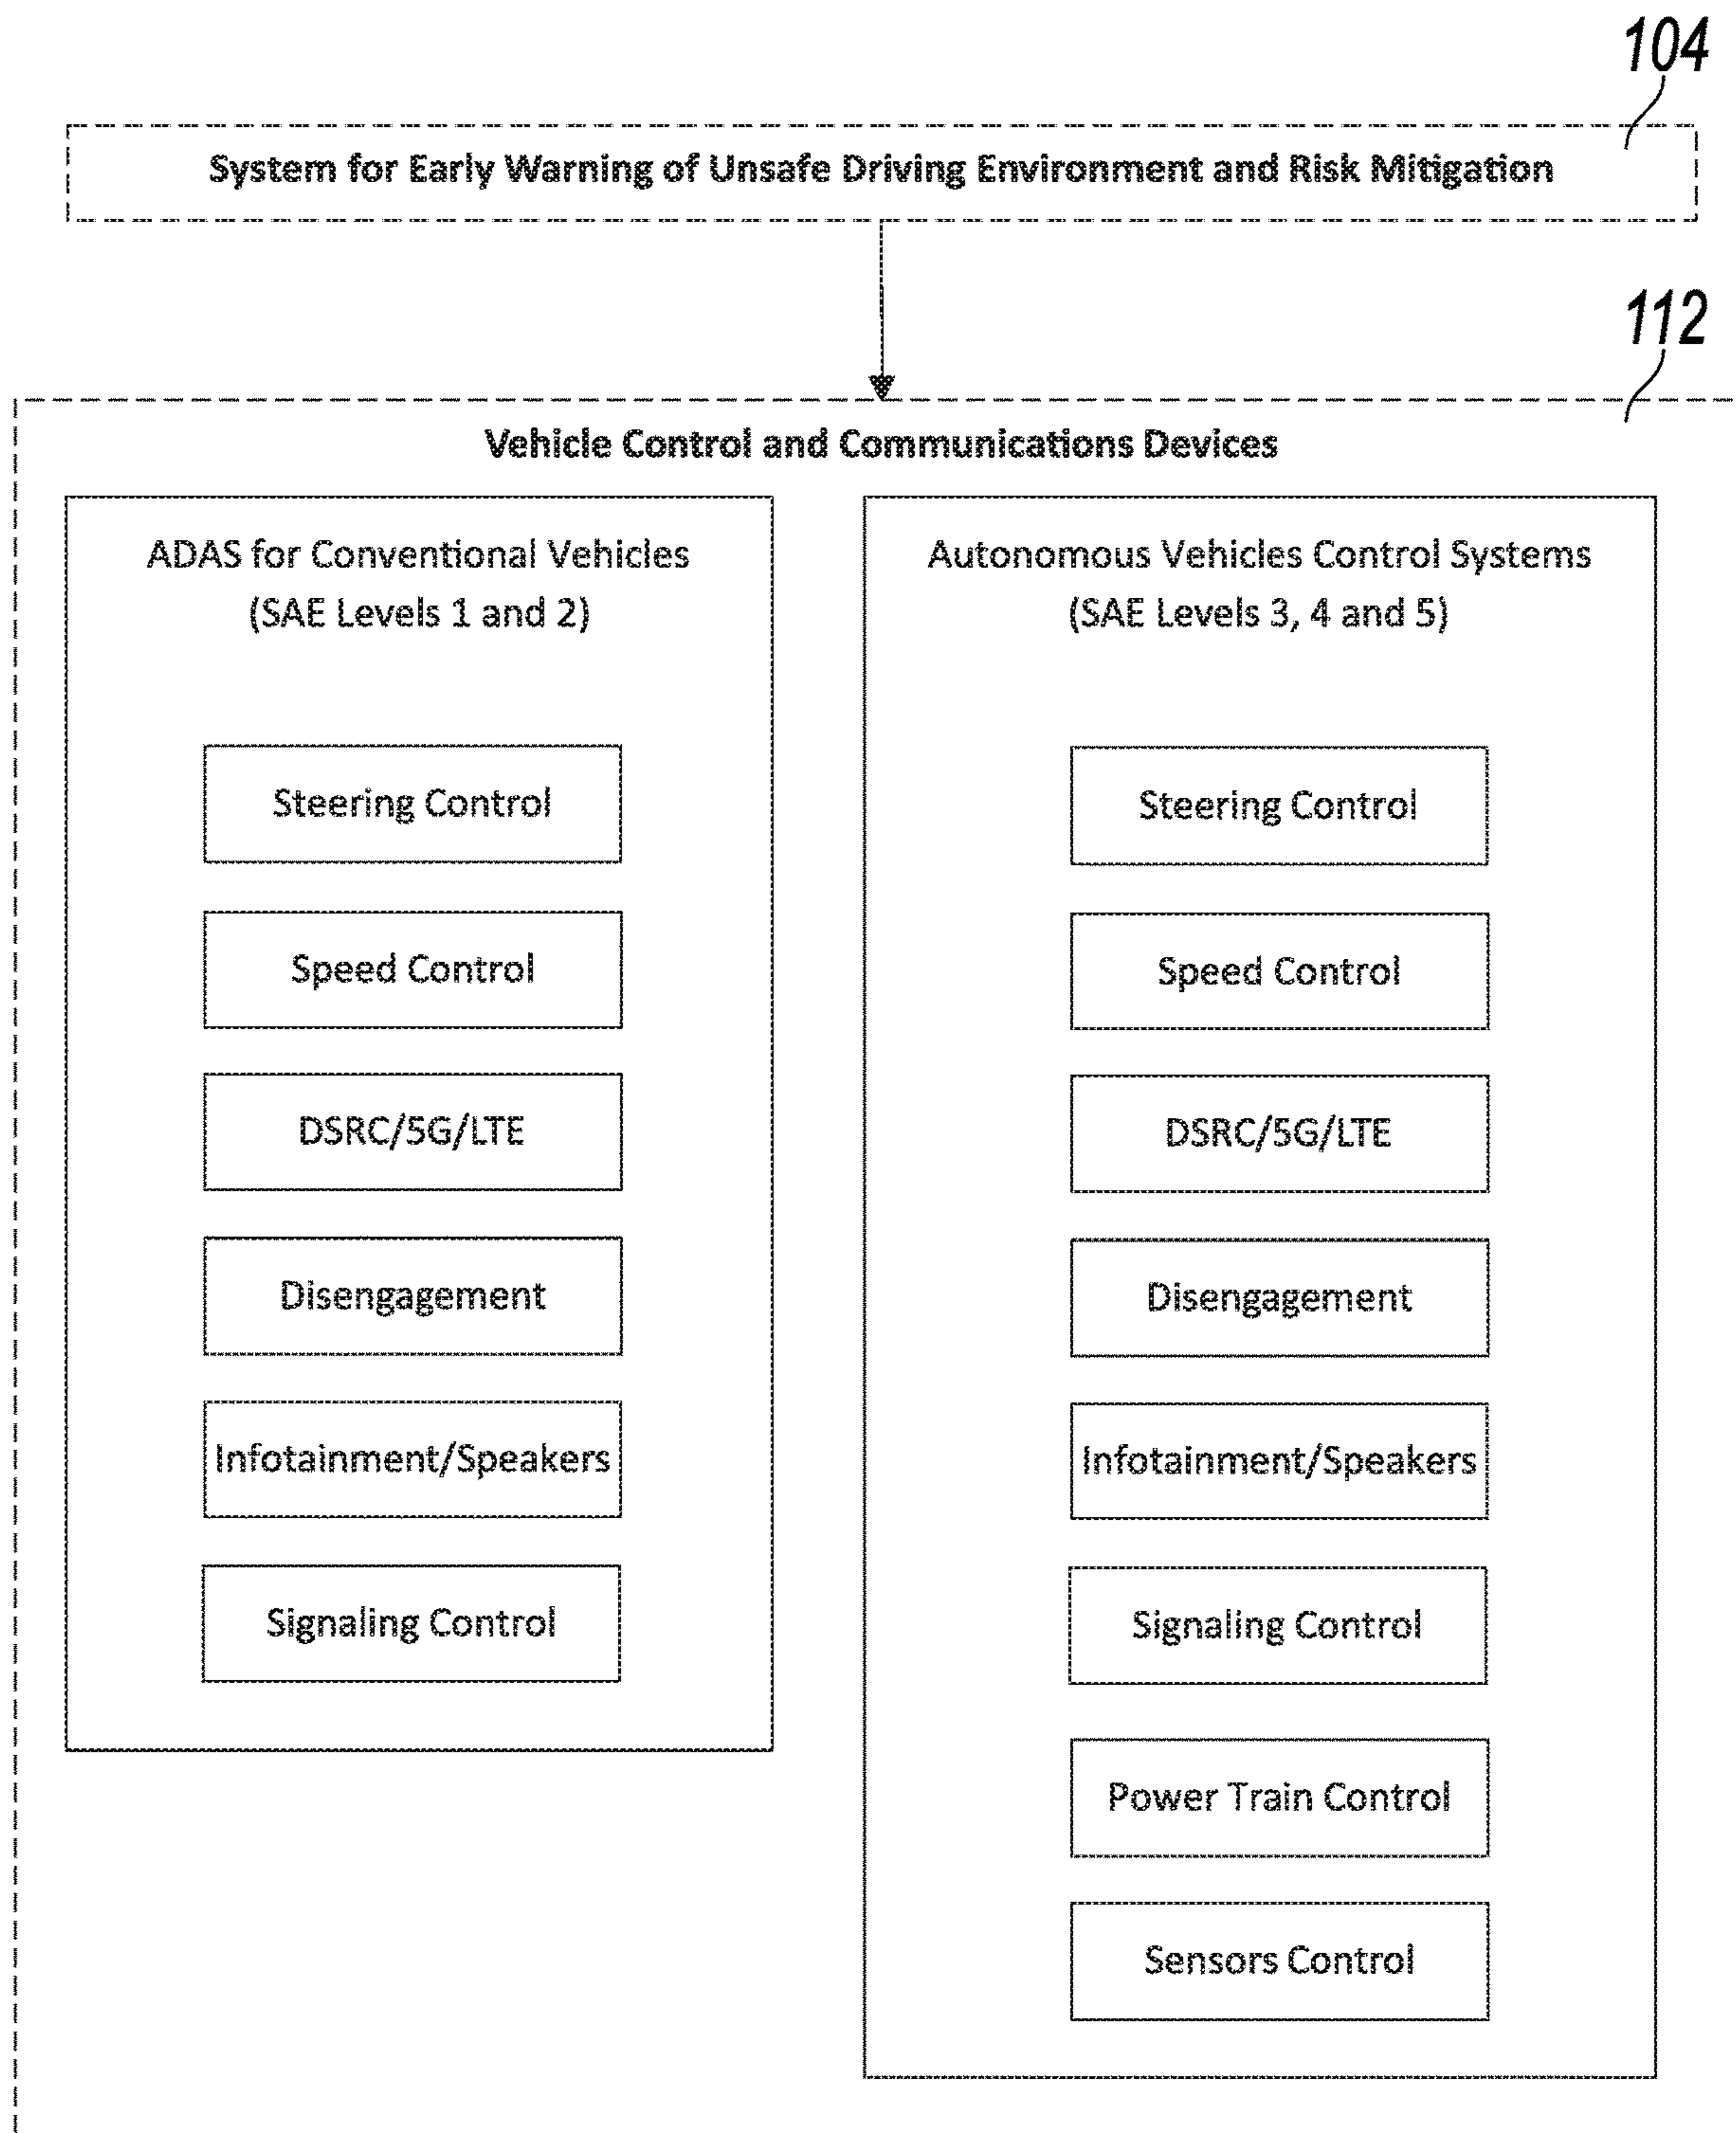 104
System for Early Warning of Unsafe Driving Environment and Risk Mitigation
112
Vehicle Control and Communications Devices
ADAS for Conventional Vehicles
(SAE Levels 1 and 2)
Steering Control
Speed Control
DSRC/5G/LTE
Disengagement
Infotainment/Speakers
Signaling Control
Autonomous Vehicles Control Systems
(SAE Levels 3, 4 and 5)
Steering Control
Speed Control
DSRC/5G/LTE
Disengagement
Infotainment/Speakers
Signaling Control
Power Train Control
Sensors Control